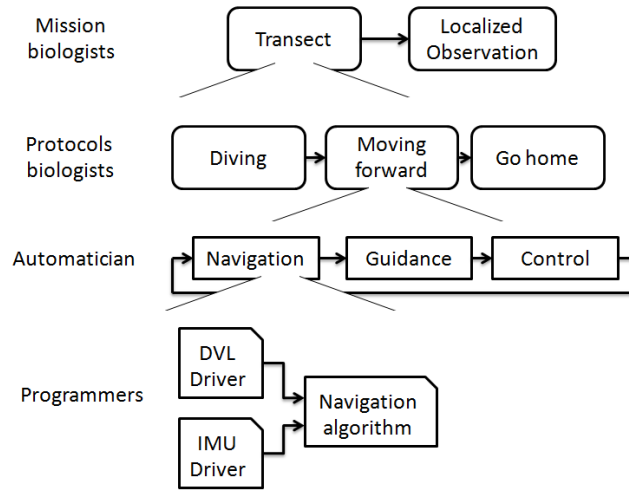 Mission
biologists
Transect
Localized
Observation
Protocols
biologists
Diving
Moving
forward
Go home
Automatician
Navigation
Guidance
Control
Programmers
DVL
Driver
IMU
Driver
Navigation
algorithm